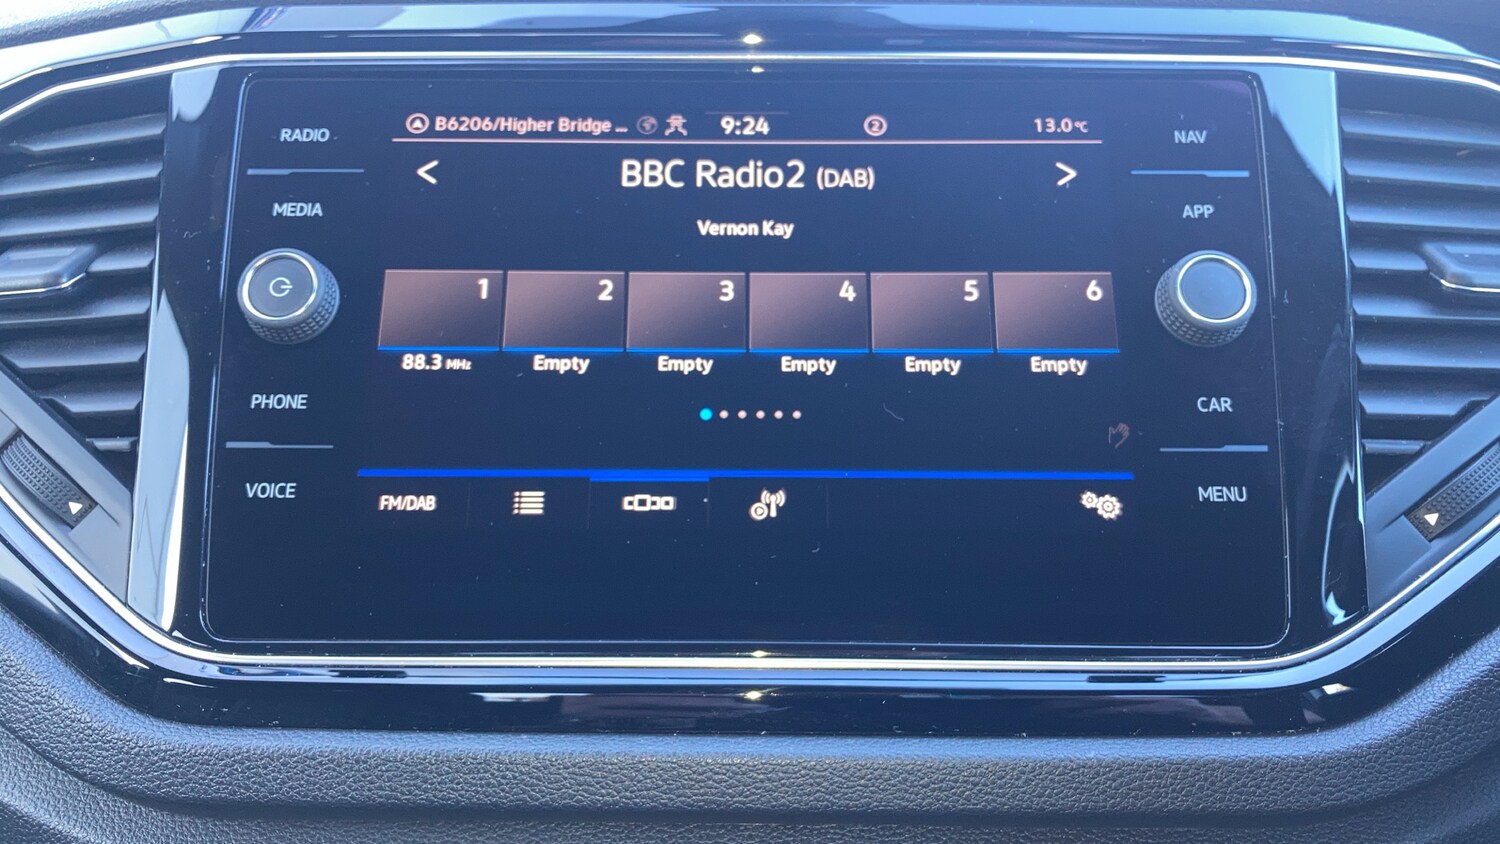 RADIO
MEDIA
PHONE
VOICE
B6206/Higher Bridge ... 9:24 2 13.0°C
< BBC Radio2 (DAB) >
Vernon Kay
1 2 3 4 5 6
88.3 MHz Empty Empty Empty Empty Empty
FM/DAB
NAV
APP
CAR
MENU